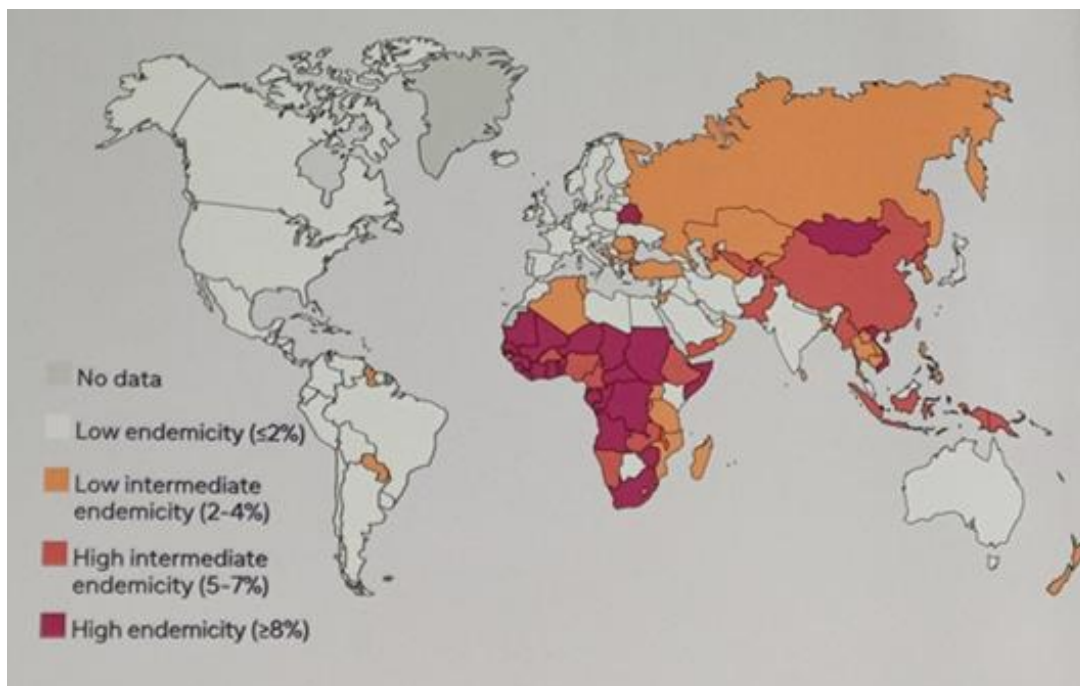 No data
Low endemicity (≤2%)
Low intermediate
endemicity (2-4%)
High intermediate
endemicity (5-7%)
High endemicity (≥8%)